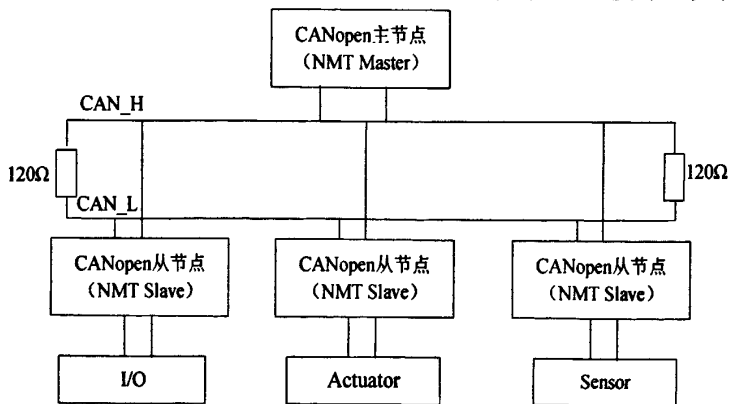 CANopen主节点
（NMT Master）
CAN_H
120Ω
120Ω
CAN_L
CANopen从节点
（NMT Slave）
CANopen从节点
（NMT Slave）
CANopen从节点
（NMT Slave）
I/O
Actuator
Sensor